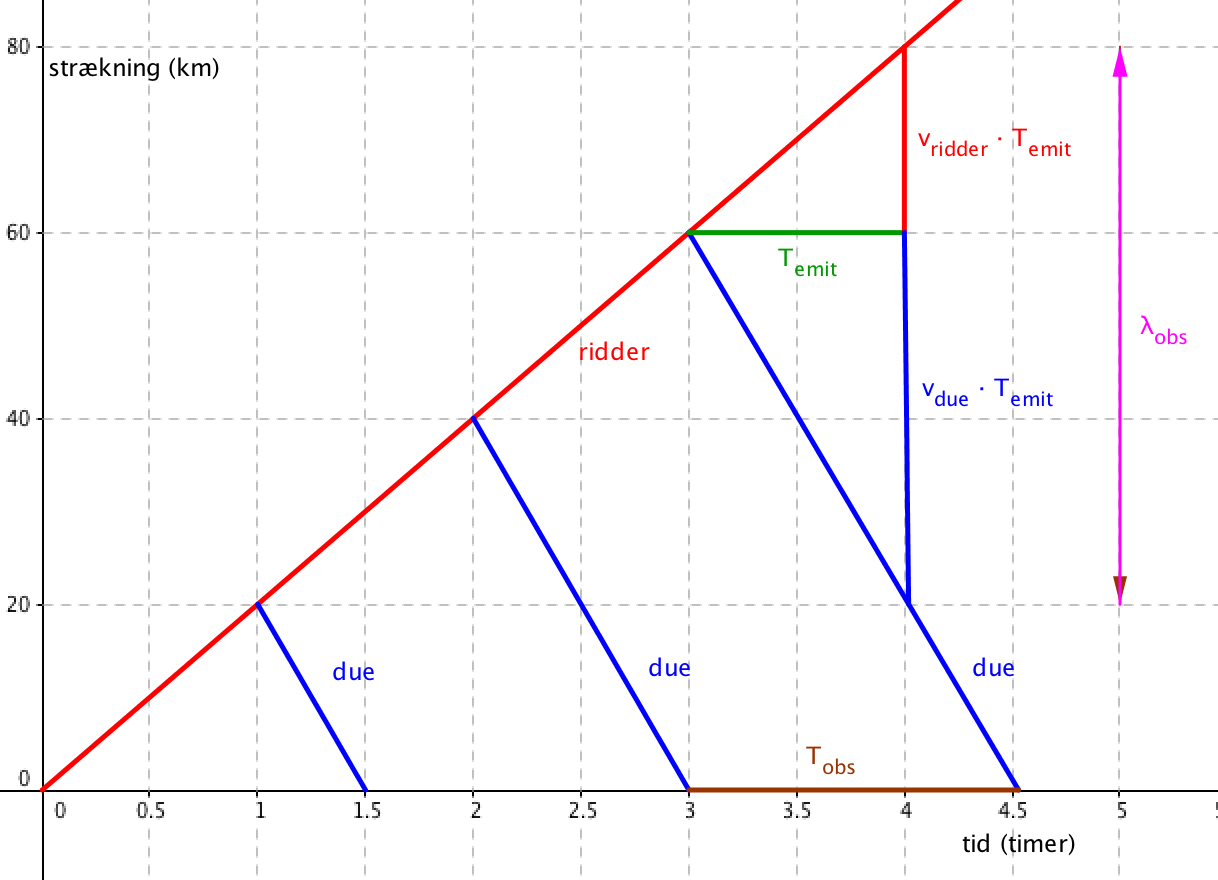 80
strækning (km)
v_ridder · T_emit
60
T_emit
λ_obs
ridder
v_due · T_emit
40
20
due
due
due
T_obs
0
0 0.5 1 1.5 2 2.5 3 3.5 4 4.5 5
tid (timer)